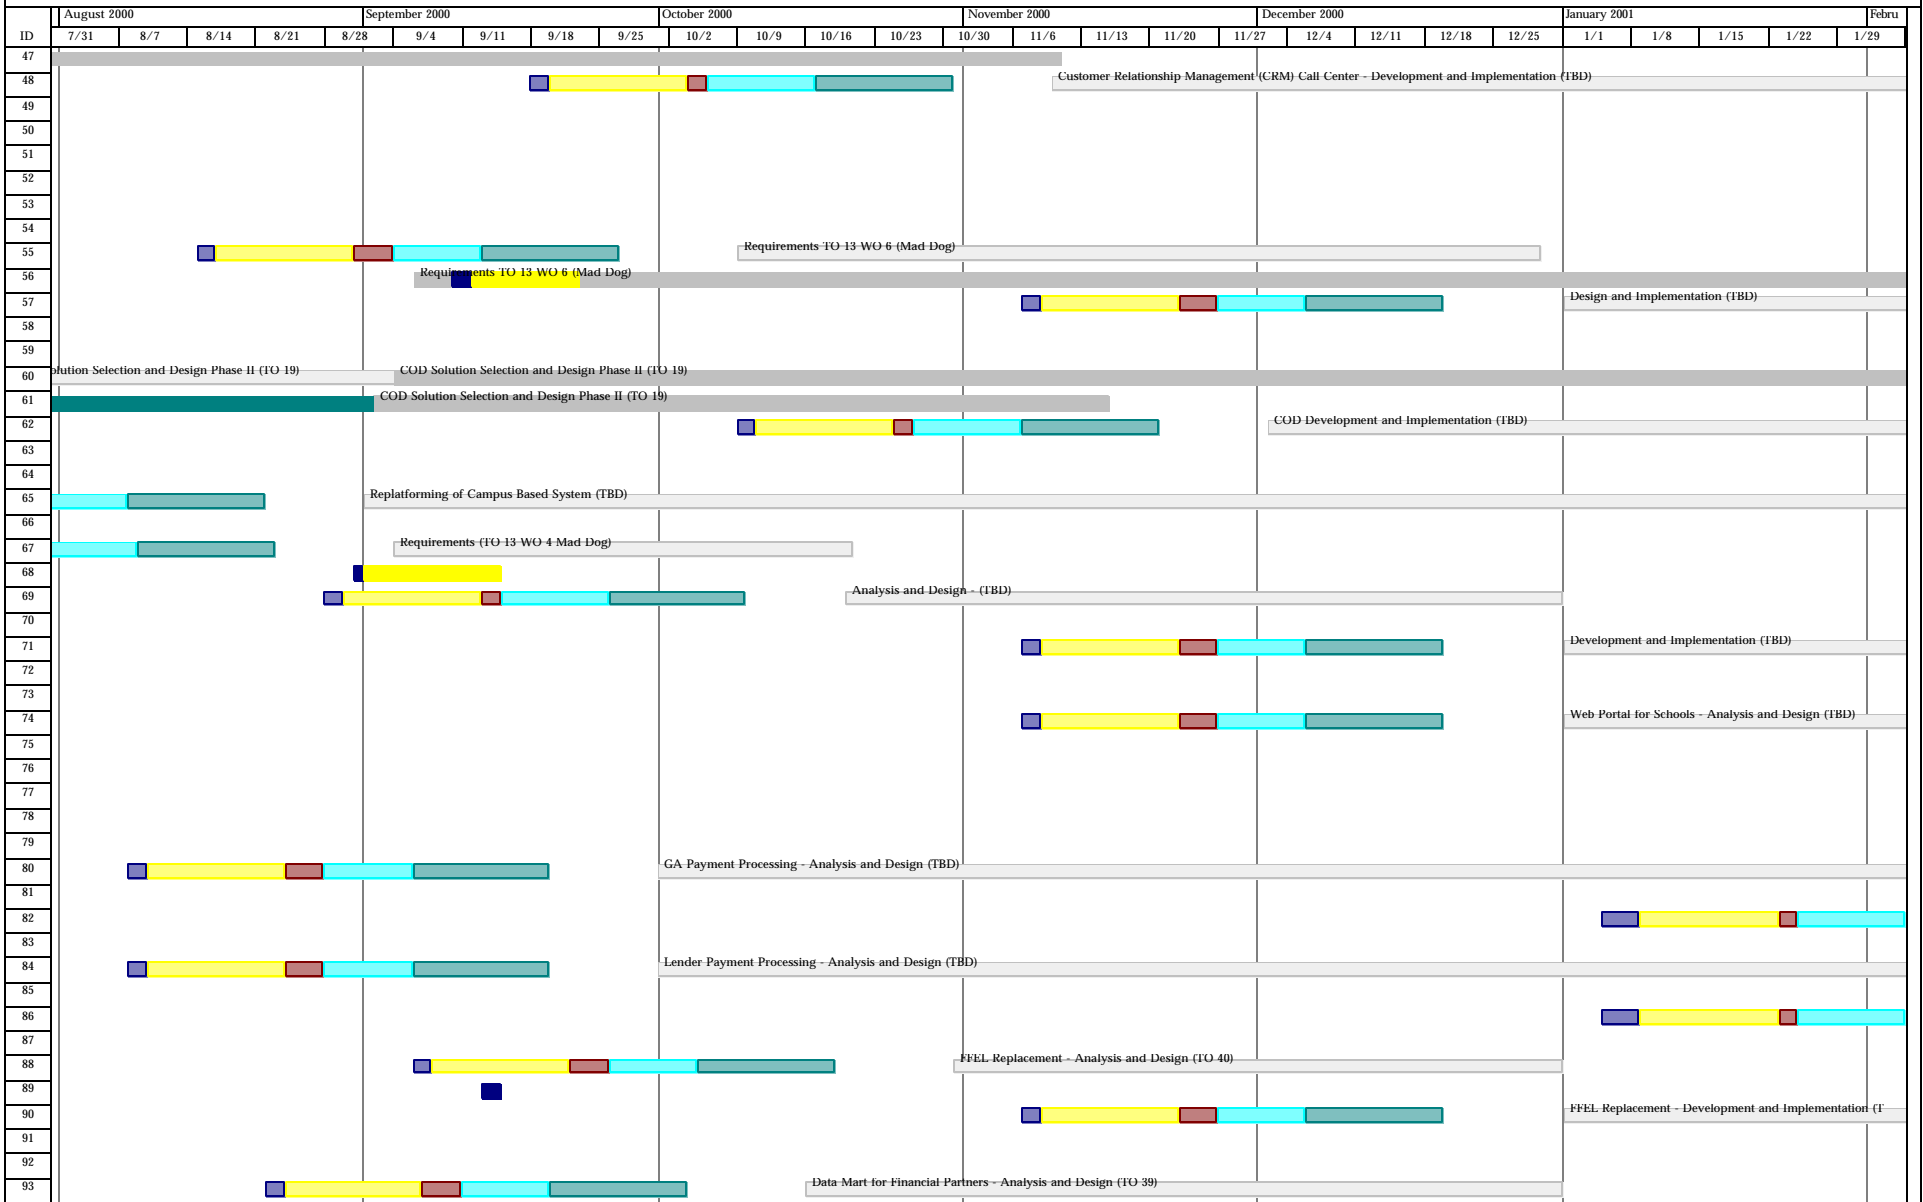 August 2000 September 2000 October 2000 November 2000 December 2000 January 2001 Febru
ID 7/31 8/7 8/14 8/21 8/28 9/4 9/11 9/18 9/25 10/2 10/9 10/16 10/23 10/30 11/6 11/13 11/20 11/27 12/4 12/11 12/18 12/25 1/1 1/8 1/15 1/22 1/29
47
48 Customer Relationship Management (CRM) Call Center - Development and Implementation (TBD)
49
50
51
52
53
54
55 Requirements TO 13 WO 6 (Mad Dog)
56 Requirements TO 13 WO 6 (Mad Dog)
57 Design and Implementation (TBD)
58
59
60 olution Selection and Design Phase II (TO 19) COD Solution Selection and Design Phase II (TO 19)
61 COD Solution Selection and Design Phase II (TO 19)
62 COD Development and Implementation (TBD)
63
64
65 Replatforming of Campus Based System (TBD)
66
67 Requirements (TO 13 WO 4 Mad Dog)
68
69 Analysis and Design - (TBD)
70
71 Development and Implementation (TBD)
72
73
74 Web Portal for Schools - Analysis and Design (TBD)
75
76
77
78
79
80 GA Payment Processing - Analysis and Design (TBD)
81
82
83
84 Lender Payment Processing - Analysis and Design (TBD)
85
86
87
88 FFEL Replacement - Analysis and Design (TO 40)
89
90 FFEL Replacement - Development and Implementation (T
91
92
93 Data Mart for Financial Partners - Analysis and Design (TO 39)